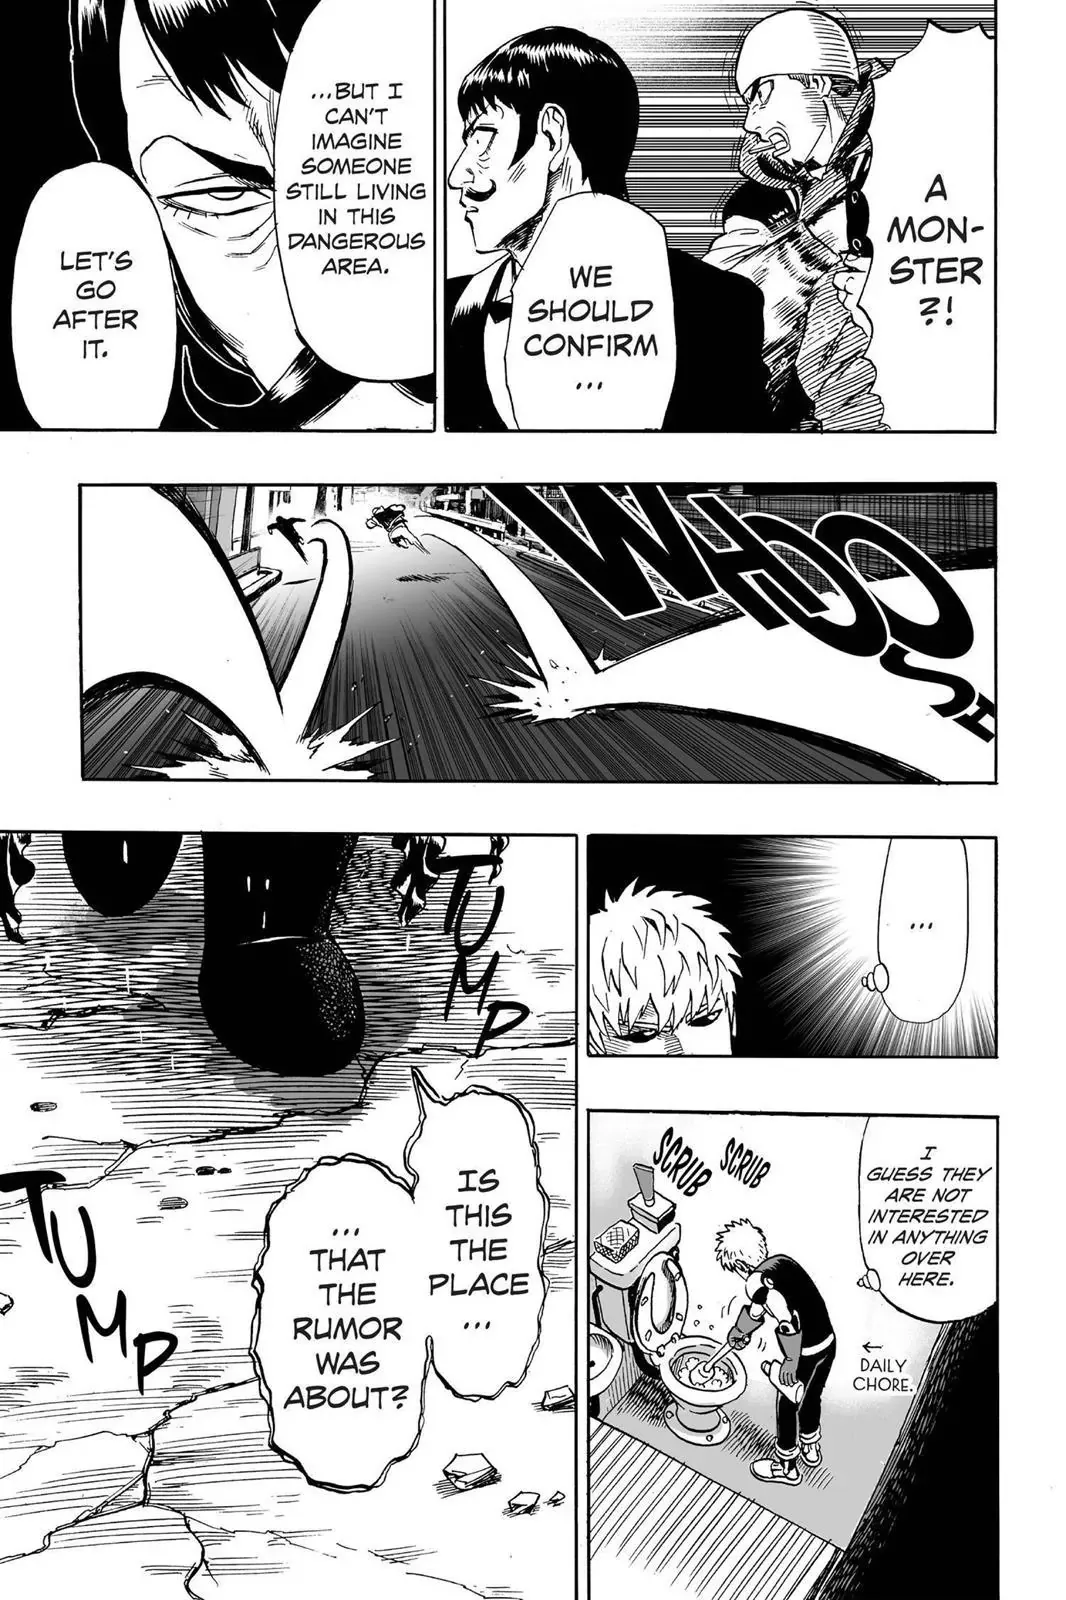 A
MON-
STER
?!
WE
SHOULD
CONFIRM
...
...BUT I
CAN'T
IMAGINE
SOMEONE
STILL LIVING
IN THIS
DANGEROUS
AREA.
LET'S
GO
AFTER
IT.
WHOOSH
...
I
GUESS THEY
ARE NOT
INTERESTED
IN ANYTHING
OVER
HERE.
SCRUB
SCRUB
←
DAILY
CHORE.
TUMP
IS
THIS
THE
PLACE
...
...
THAT
THE
RUMOR
WAS
ABOUT?
TUMP